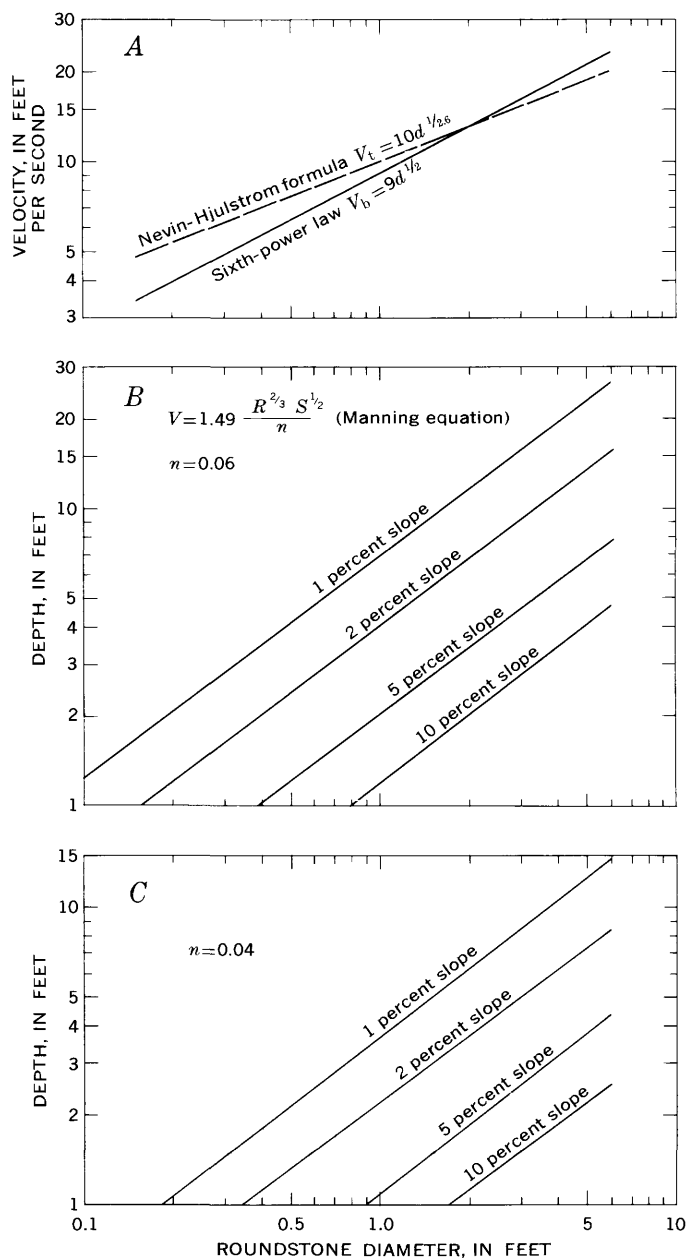 A
30
20
15
10
5
4
3
VELOCITY, IN FEET
PER SECOND
Nevin-Hjulstrom formula Vt = 10d^1/2.6
Sixth-power law Vb = 9d^1/2
B
V = 1.49 R^2/3 S^1/2 / n (Manning equation)
n = 0.06
30
20
15
10
5
4
3
2
1
DEPTH, IN FEET
1 percent slope
2 percent slope
5 percent slope
10 percent slope
C
n = 0.04
15
10
5
4
3
2
1
DEPTH, IN FEET
1 percent slope
2 percent slope
5 percent slope
10 percent slope
0.1 0.5 1.0 5 10
ROUNDSTONE DIAMETER, IN FEET